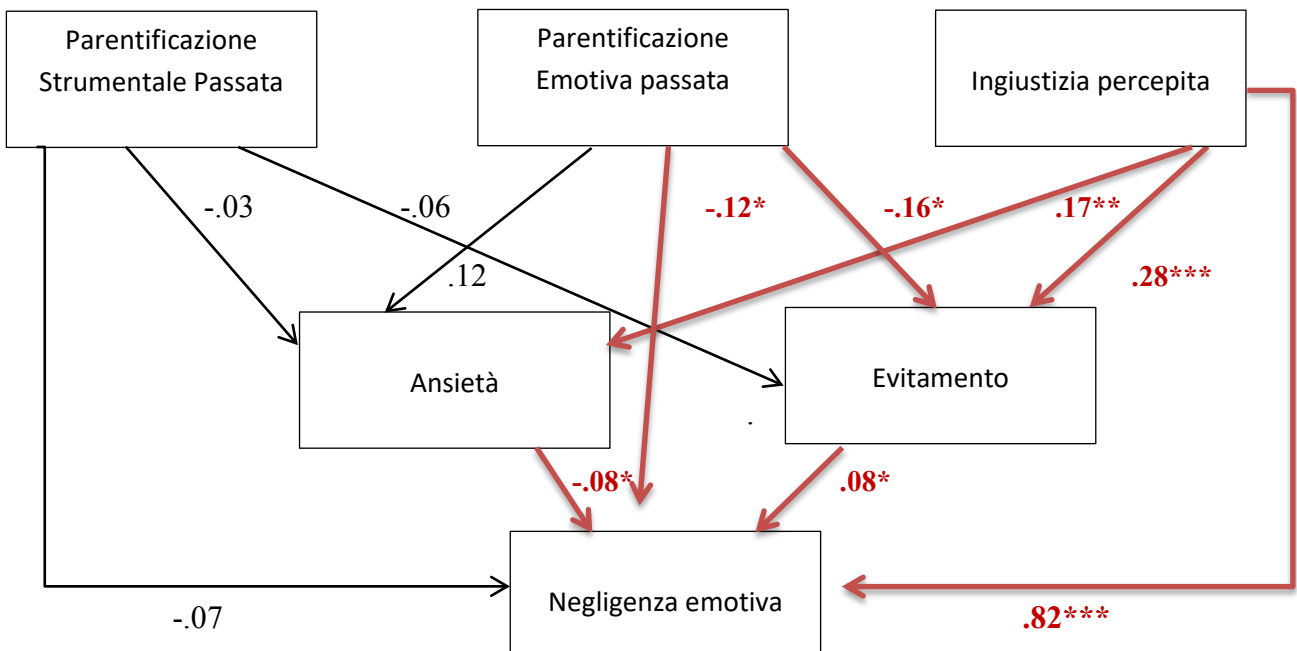 Parentificazione
Strumentale Passata
Parentificazione
Emotiva passata
Ingiustizia percepita
-.03
-.06
-.12*
-.16*
.17**
.12
.28***
Ansietà
Evitamento
.
-.08*
.08*
Negligenza emotiva
-.07
.82***